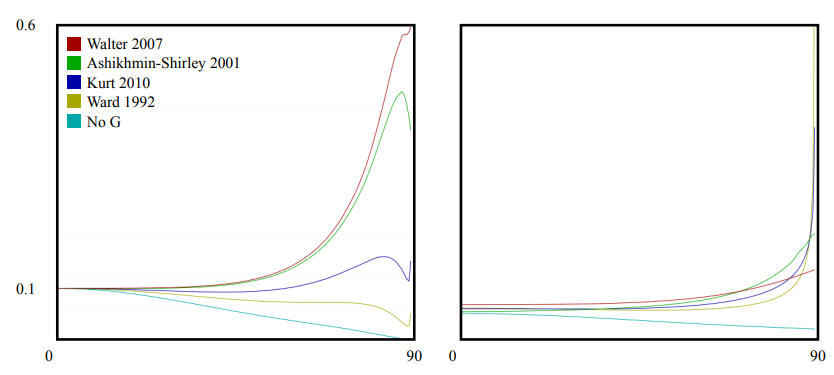 0.6
Walter 2007
Ashikhmin-Shirley 2001
Kurt 2010
Ward 1992
No G
0.1
0
90
0
90